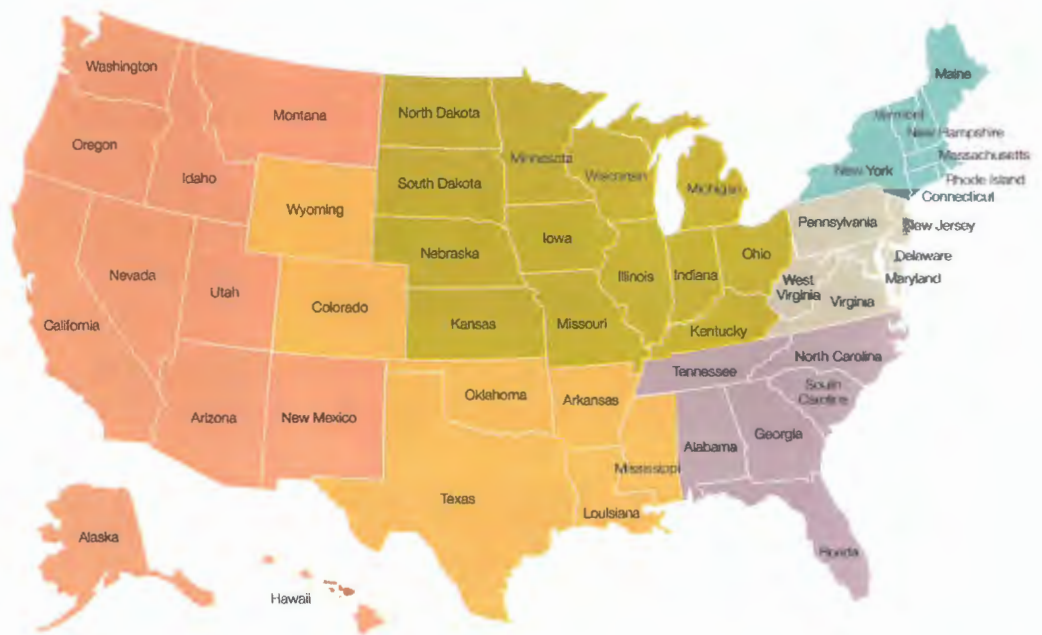 Washington
Montana
North Dakota
Maine
Vermont
New Hampshire
Oregon
Minnesota
Massachusetts
Idaho
South Dakota
Wisconsin
Michigan
New York
Rhode Island
Connecticut
Wyoming
Pennsylvania
New Jersey
Iowa
Nebraska
Ohio
Delaware
Nevada
Utah
Illinois
Indiana
Maryland
West
Virginia
Virginia
Colorado
California
Kansas
Missouri
Kentucky
North Carolina
Tennessee
South
Carolina
Oklahoma
Arkansas
Arizona
New Mexico
Georgia
Alabama
Mississippi
Texas
Louisiana
Alaska
Florida
Hawaii